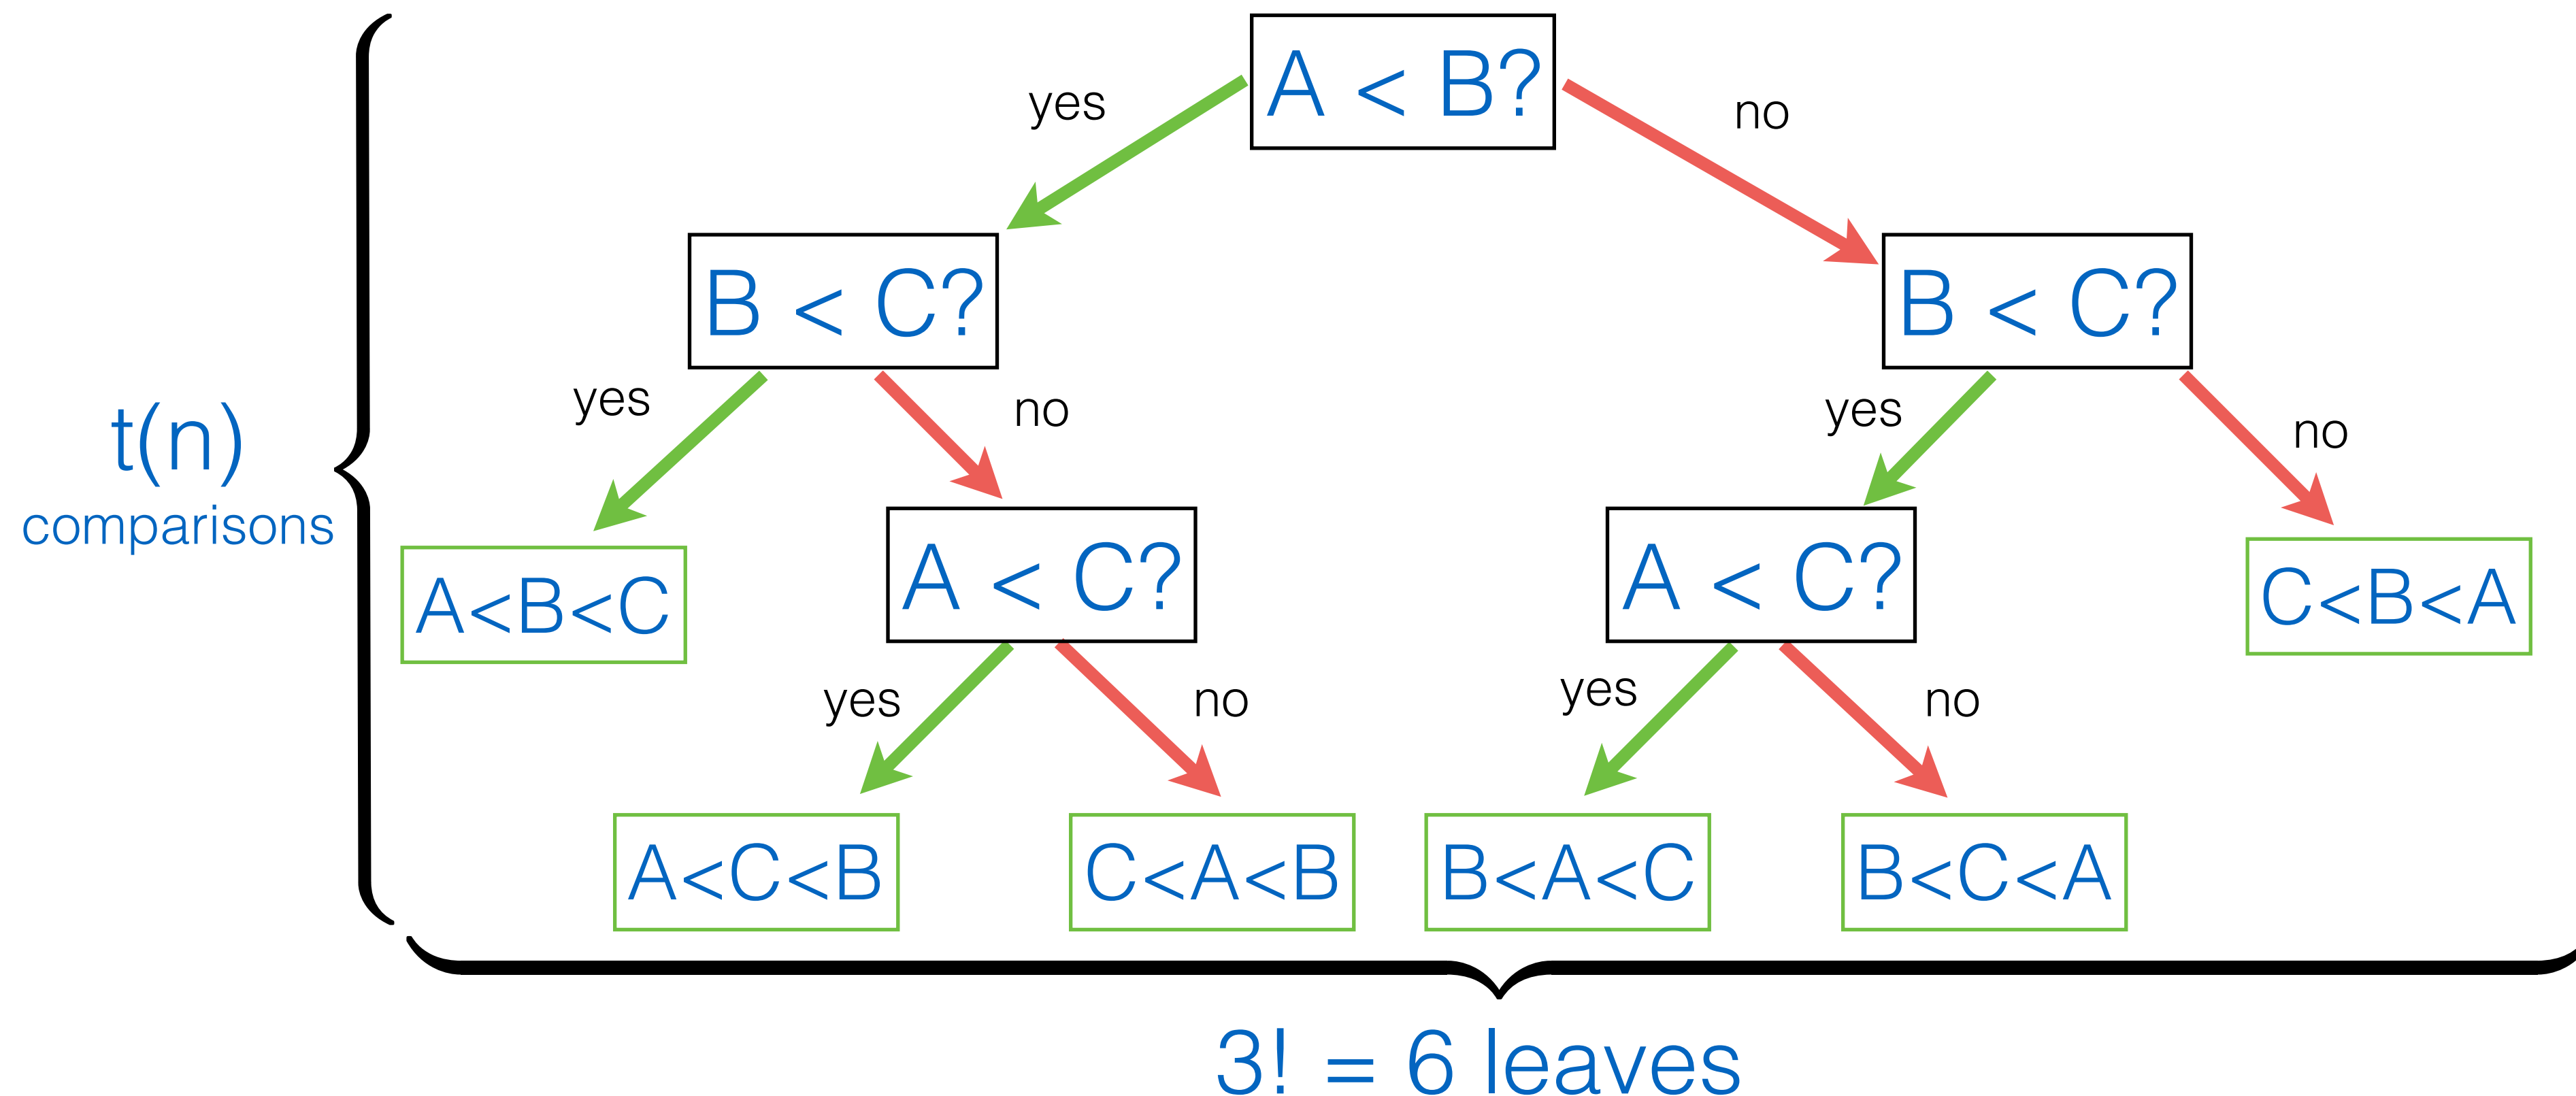 A < B?
yes
no
B < C?
B < C?
yes
no
yes
no
t(n)
comparisons
A<B<C
A < C?
A < C?
C<B<A
yes
no
yes
no
A<C<B
C<A<B
B<A<C
B<C<A
3! = 6 leaves